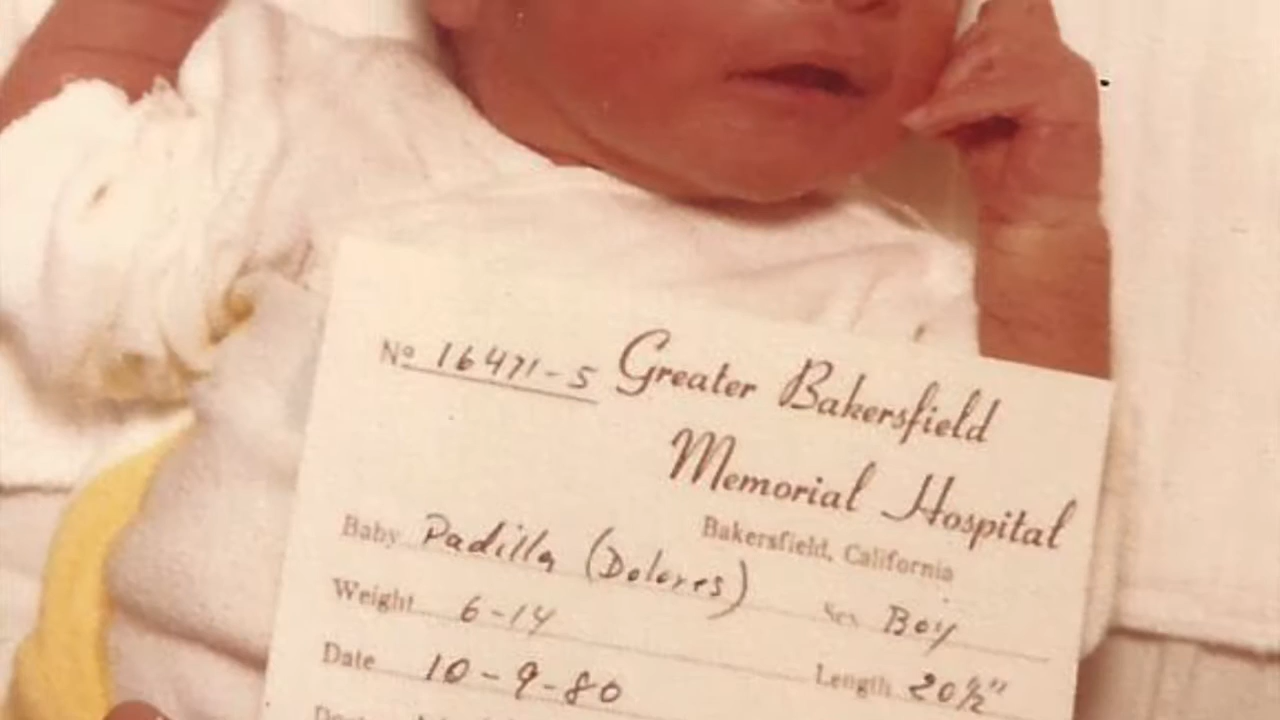 Nº 16471-5 Greater Bakersfield
Memorial Hospital
Bakersfield, California
Baby Padilla (Dolores)
Sex Boy
Weight 6-14
Length 20½"
Date 10-9-80